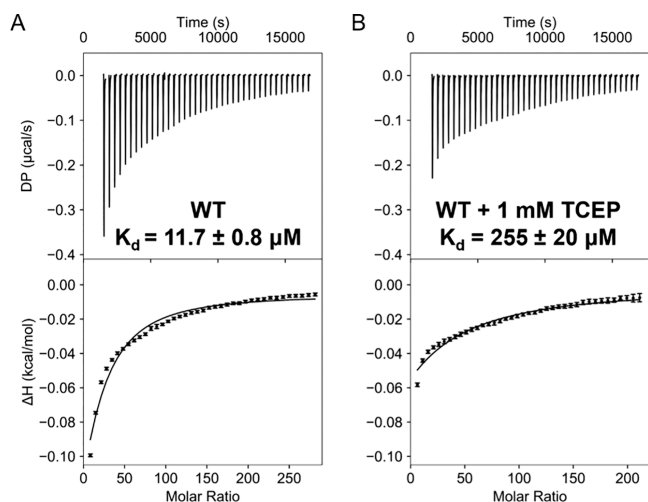 A
Time (s)
0 5000 10000 15000
0.0
−0.1
−0.2
−0.3
−0.4
DP (μcal/s)
WT
Kd = 11.7 ± 0.8 μM
0.00
−0.02
−0.04
−0.06
−0.08
−0.10
ΔH (kcal/mol)
0 50 100 150 200 250
Molar Ratio
B
Time (s)
0 5000 10000 15000
0.0
−0.1
−0.2
−0.3
−0.4
WT + 1 mM TCEP
Kd = 255 ± 20 μM
0.00
−0.02
−0.04
−0.06
−0.08
−0.10
0 50 100 150 200
Molar Ratio